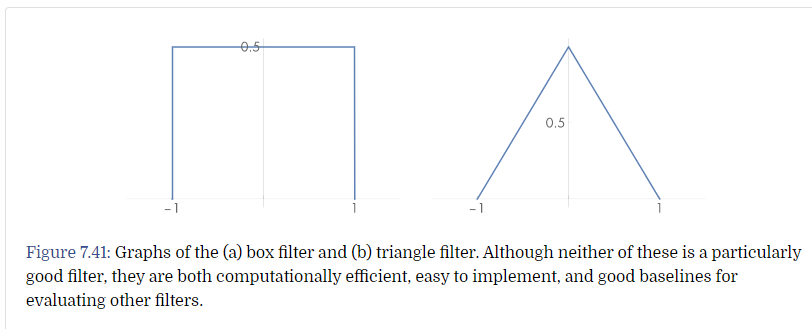 0.5
-1 1
0.5
-1 1
Figure 7.41: Graphs of the (a) box filter and (b) triangle filter. Although neither of these is a particularly
good filter, they are both computationally efficient, easy to implement, and good baselines for
evaluating other filters.